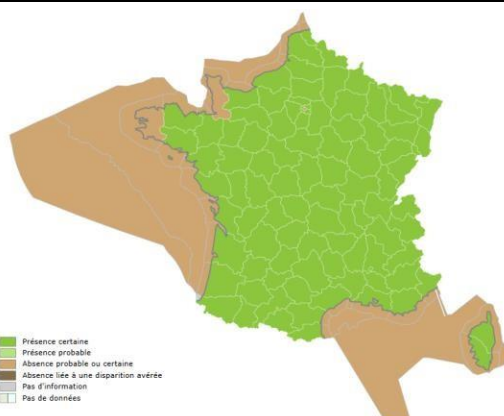 Présence certaine
Présence probable
Absence probable ou certaine
Absence liée à une disparition avérée
Pas d'information
Pas de données